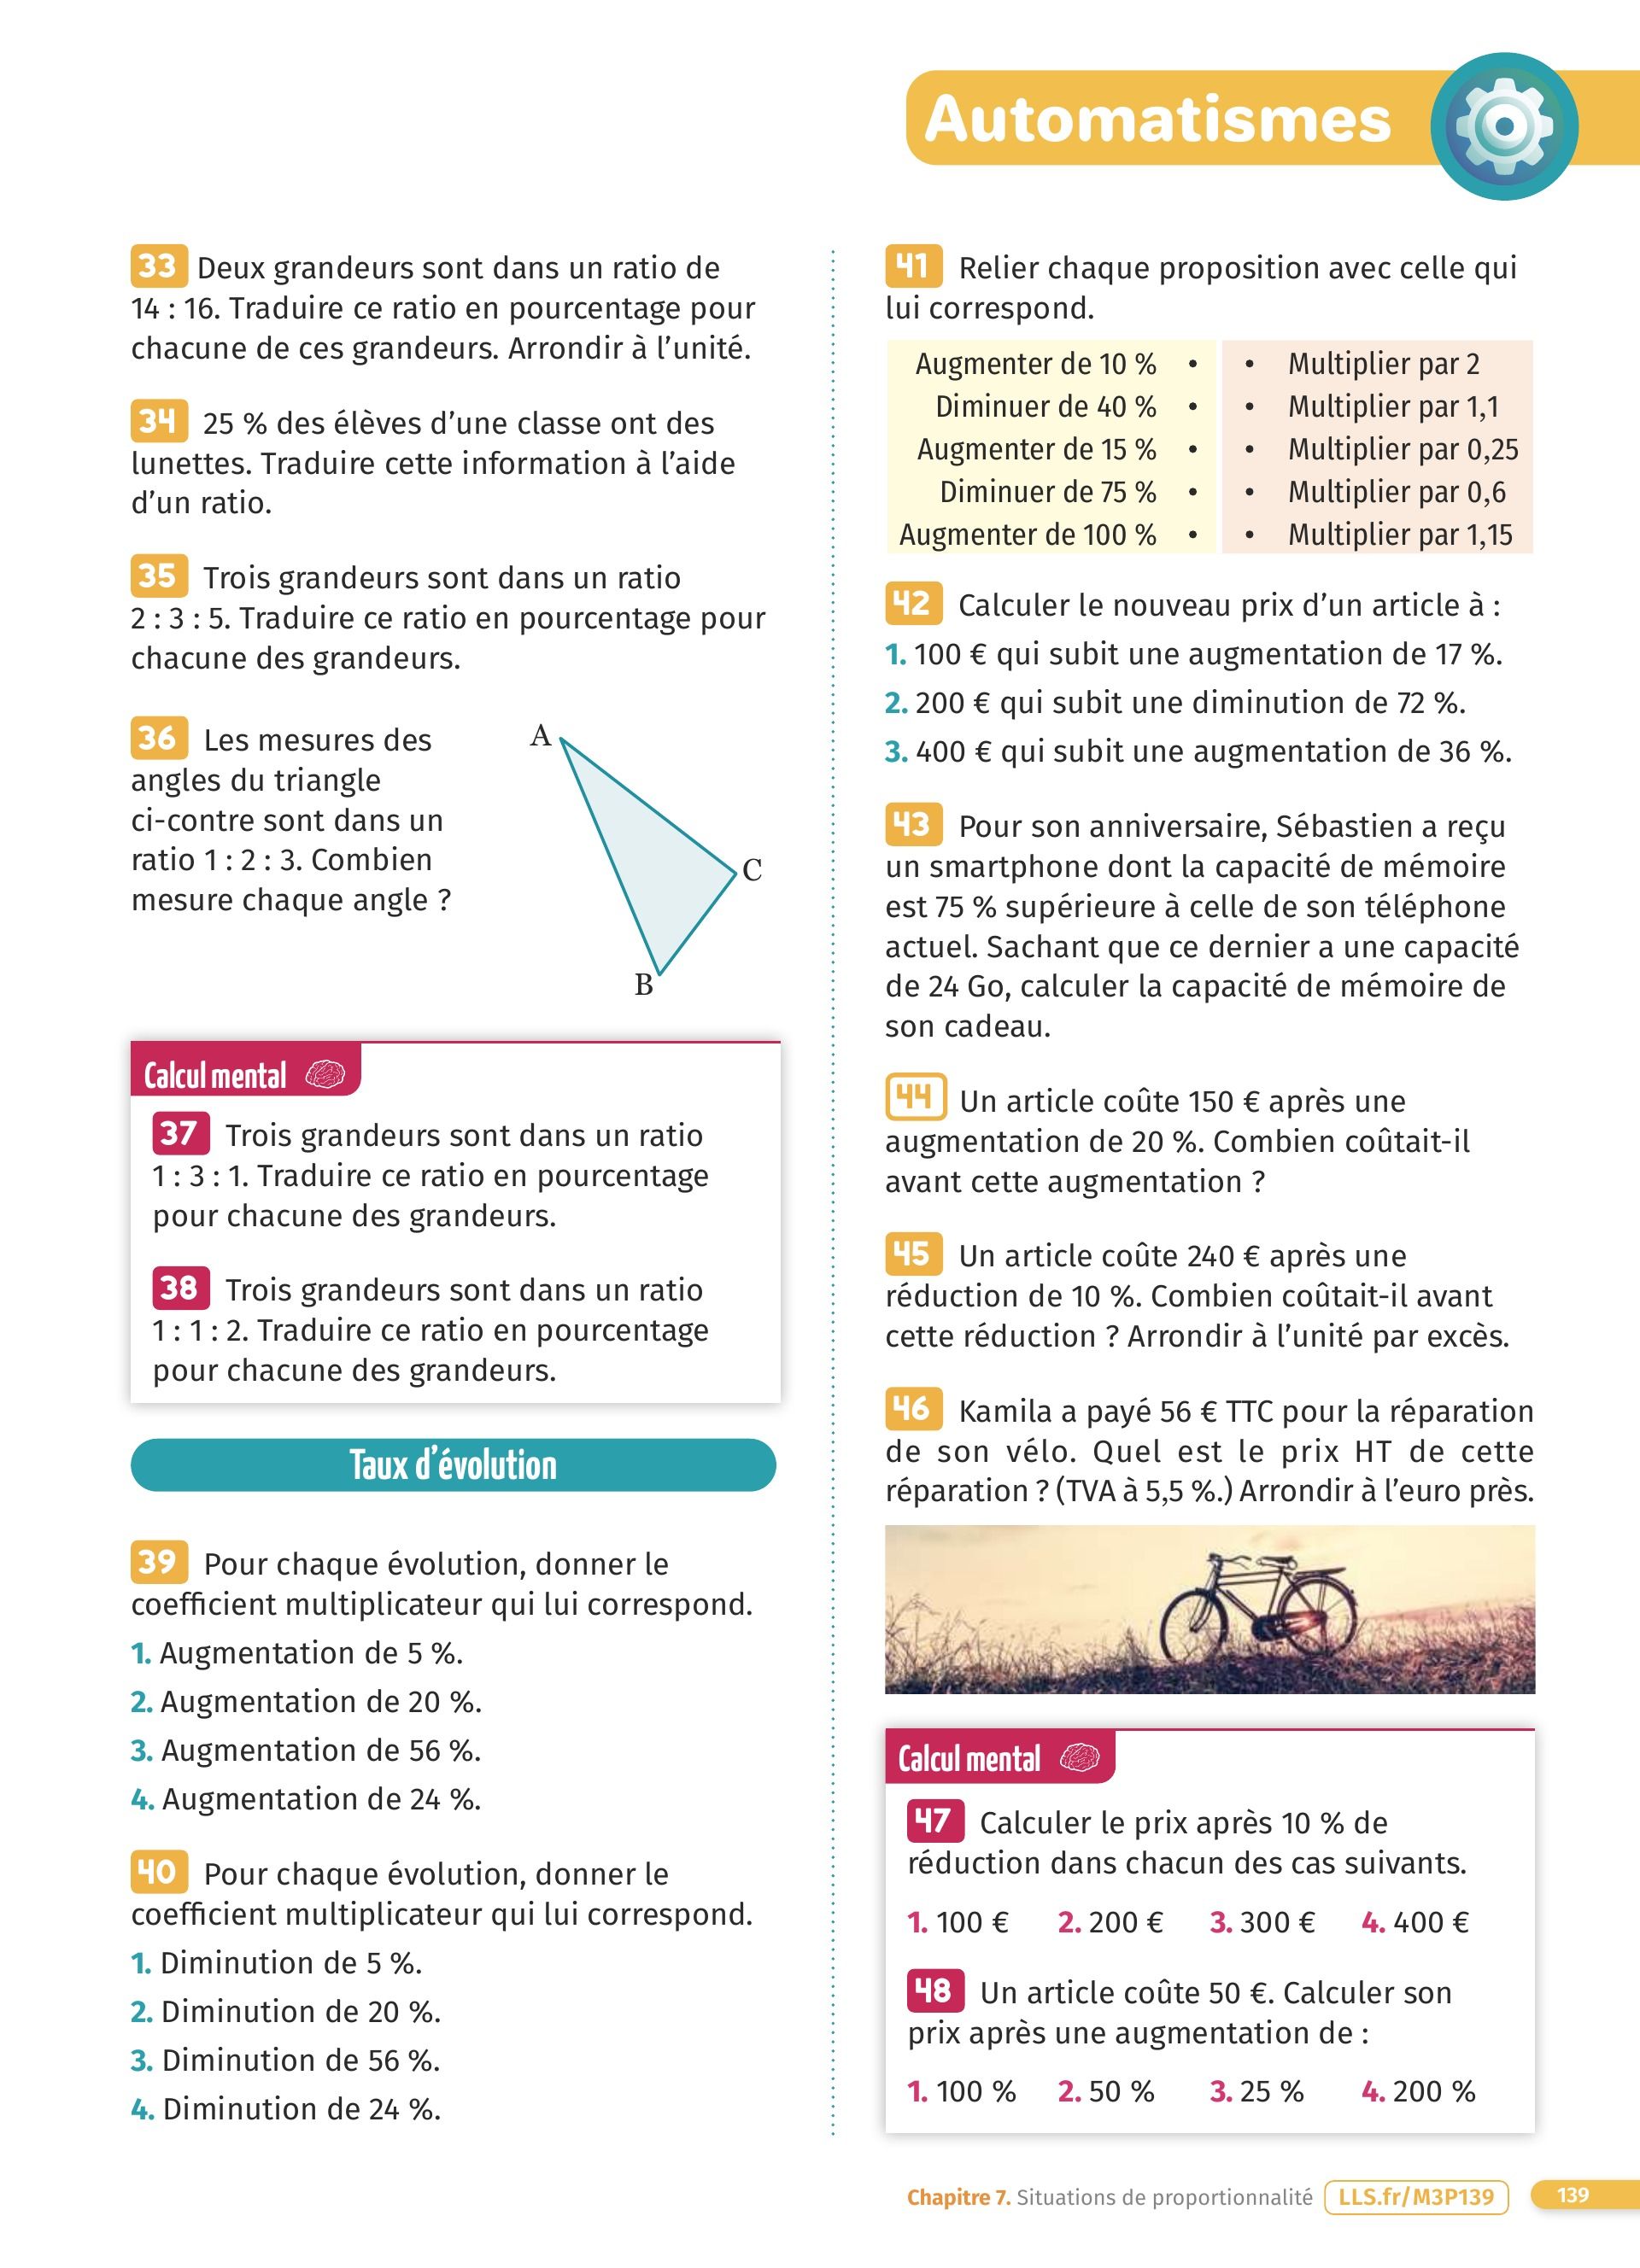 Automatismes
33 Deux grandeurs sont dans un ratio de
14 : 16. Traduire ce ratio en pourcentage pour
chacune de ces grandeurs. Arrondir à l’unité.
34 25 % des élèves d’une classe ont des
lunettes. Traduire cette information à l’aide
d’un ratio.
35 Trois grandeurs sont dans un ratio
2 : 3 : 5. Traduire ce ratio en pourcentage pour
chacune des grandeurs.
36 Les mesures des
angles du triangle
ci-contre sont dans un
ratio 1 : 2 : 3. Combien
mesure chaque angle ?
A
C
B
Calcul mental
37 Trois grandeurs sont dans un ratio
1 : 3 : 1. Traduire ce ratio en pourcentage
pour chacune des grandeurs.
38 Trois grandeurs sont dans un ratio
1 : 1 : 2. Traduire ce ratio en pourcentage
pour chacune des grandeurs.
Taux d’évolution
39 Pour chaque évolution, donner le
coefficient multiplicateur qui lui correspond.
1. Augmentation de 5 %.
2. Augmentation de 20 %.
3. Augmentation de 56 %.
4. Augmentation de 24 %.
40 Pour chaque évolution, donner le
coefficient multiplicateur qui lui correspond.
1. Diminution de 5 %.
2. Diminution de 20 %.
3. Diminution de 56 %.
4. Diminution de 24 %.
41 Relier chaque proposition avec celle qui
lui correspond.
Augmenter de 10 % • • Multiplier par 2
Diminuer de 40 % • • Multiplier par 1,1
Augmenter de 15 % • • Multiplier par 0,25
Diminuer de 75 % • • Multiplier par 0,6
Augmenter de 100 % • • Multiplier par 1,15
42 Calculer le nouveau prix d’un article à :
1. 100 € qui subit une augmentation de 17 %.
2. 200 € qui subit une diminution de 72 %.
3. 400 € qui subit une augmentation de 36 %.
43 Pour son anniversaire, Sébastien a reçu
un smartphone dont la capacité de mémoire
est 75 % supérieure à celle de son téléphone
actuel. Sachant que ce dernier a une capacité
de 24 Go, calculer la capacité de mémoire de
son cadeau.
44 Un article coûte 150 € après une
augmentation de 20 %. Combien coûtait-il
avant cette augmentation ?
45 Un article coûte 240 € après une
réduction de 10 %. Combien coûtait-il avant
cette réduction ? Arrondir à l’unité par excès.
46 Kamila a payé 56 € TTC pour la réparation
de son vélo. Quel est le prix HT de cette
réparation ? (TVA à 5,5 %.) Arrondir à l’euro près.
Calcul mental
47 Calculer le prix après 10 % de
réduction dans chacun des cas suivants.
1. 100 € 2. 200 € 3. 300 € 4. 400 €
48 Un article coûte 50 €. Calculer son
prix après une augmentation de :
1. 100 % 2. 50 % 3. 25 % 4. 200 %
Chapitre 7. Situations de proportionnalité LLS.fr/M3P139 139